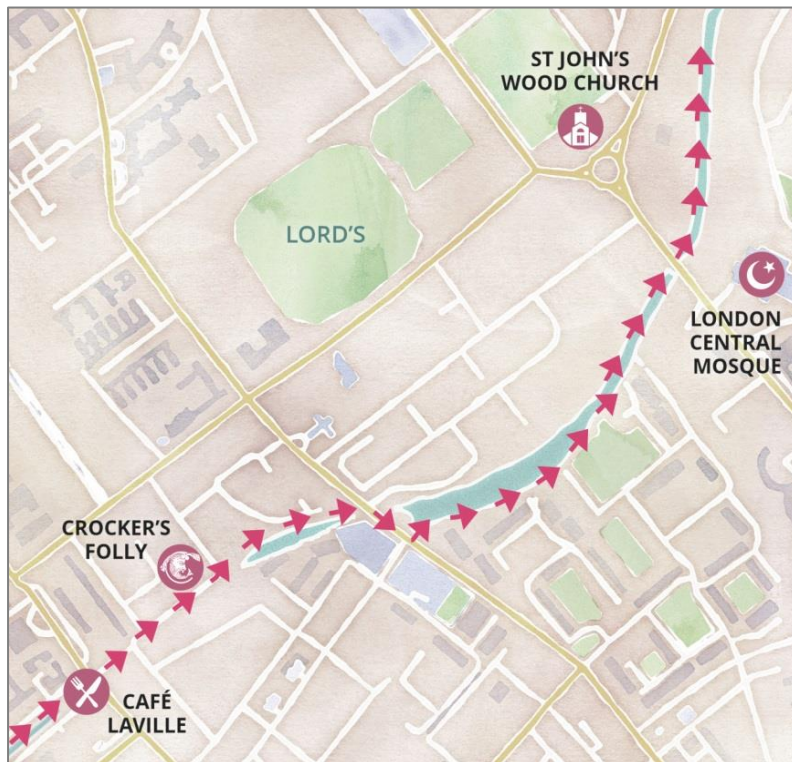 ST JOHN'S
WOOD CHURCH
LORD'S
LONDON
CENTRAL
MOSQUE
CROCKER'S
FOLLY
CAFÉ
LAVILLE